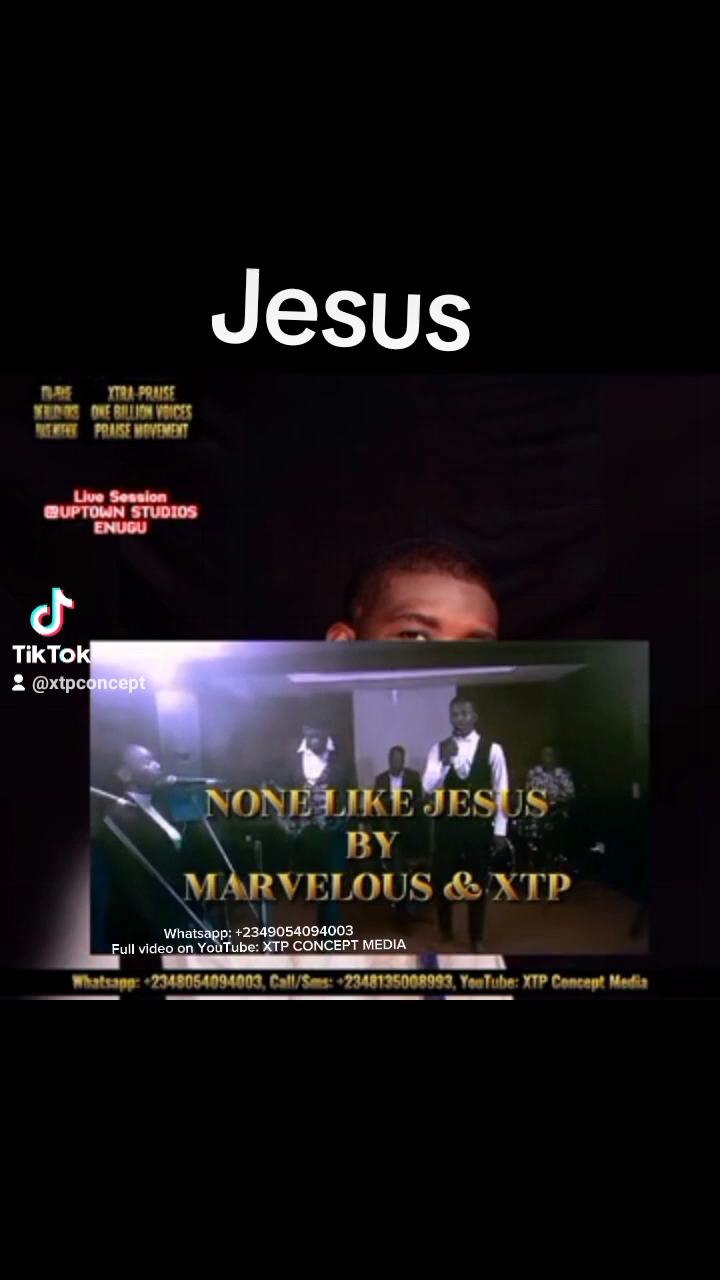 Jesus
XTRA-PRAISE
ONE BILLION VOICES
PRAISE MOVEMENT
Live Session
@UPTOWN STUDIOS
ENUGU
TikTok
@xtpconcept
NONE LIKE JESUS
BY
MARVELOUS & XTP
Whatsapp: +2349054094003
Full video on YouTube: XTP CONCEPT MEDIA
Whatsapp: +2348054094003, Call/Sms: +2348135008993, YouTube: XTP Concept Media